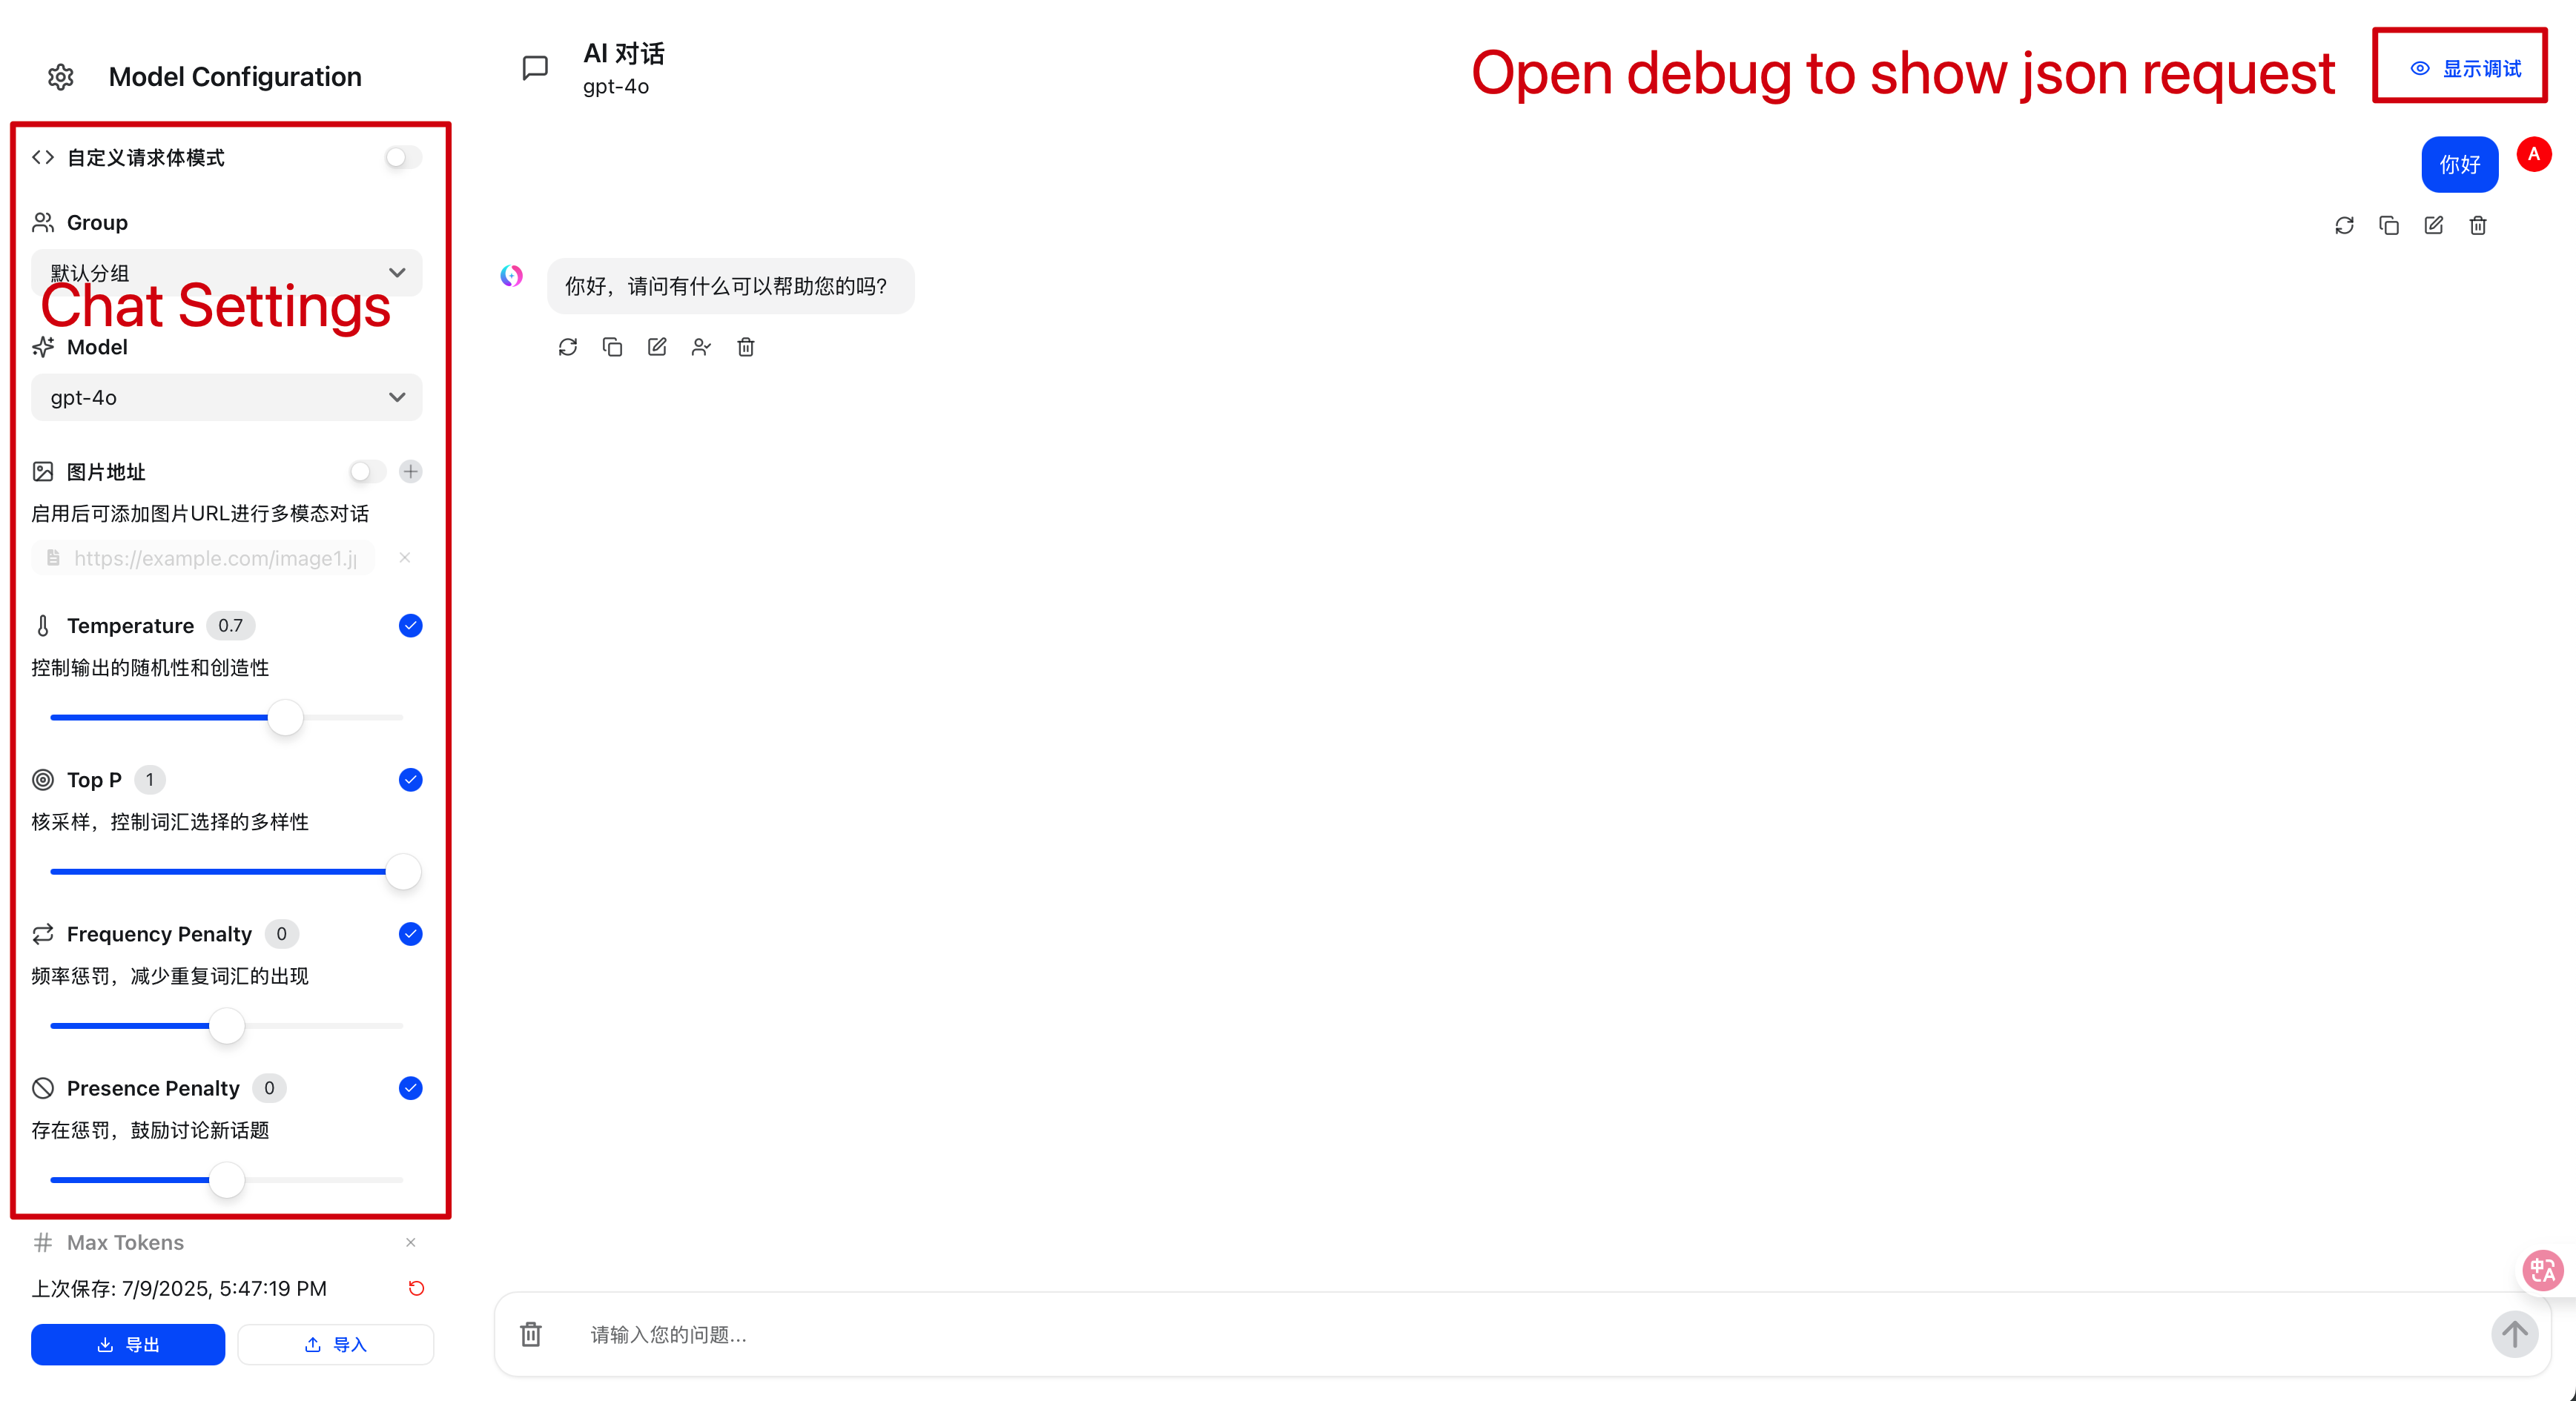 Model Configuration
自定义请求体模式
Group
默认分组
Chat Settings
Model
gpt-4o
图片地址
启用后可添加图片URL进行多模态对话
https://example.com/image1.j
Temperature 0.7
控制输出的随机性和创造性
Top P 1
核采样，控制词汇选择的多样性
Frequency Penalty 0
频率惩罚，减少重复词汇的出现
Presence Penalty 0
存在惩罚，鼓励讨论新话题
Max Tokens
上次保存: 7/9/2025, 5:47:19 PM
导出
导入
AI 对话
gpt-4o
Open debug to show json request
显示调试
你好
A
你好，请问有什么可以帮助您的吗?
请输入您的问题...
中A